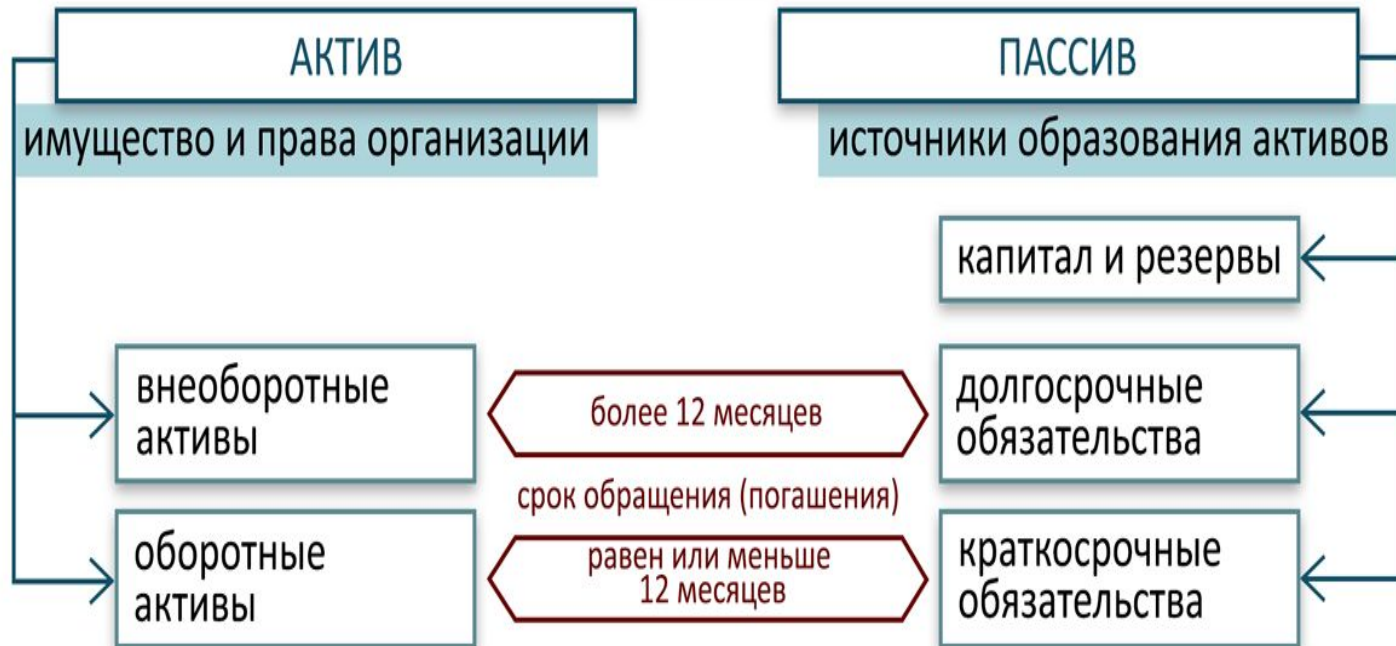 АКТИВ
ПАССИВ
имущество и права организации
источники образования активов
капитал и резервы
внеоборотные
активы
более 12 месяцев
долгосрочные
обязательства
срок обращения (погашения)
оборотные
активы
равен или меньше
12 месяцев
краткосрочные
обязательства